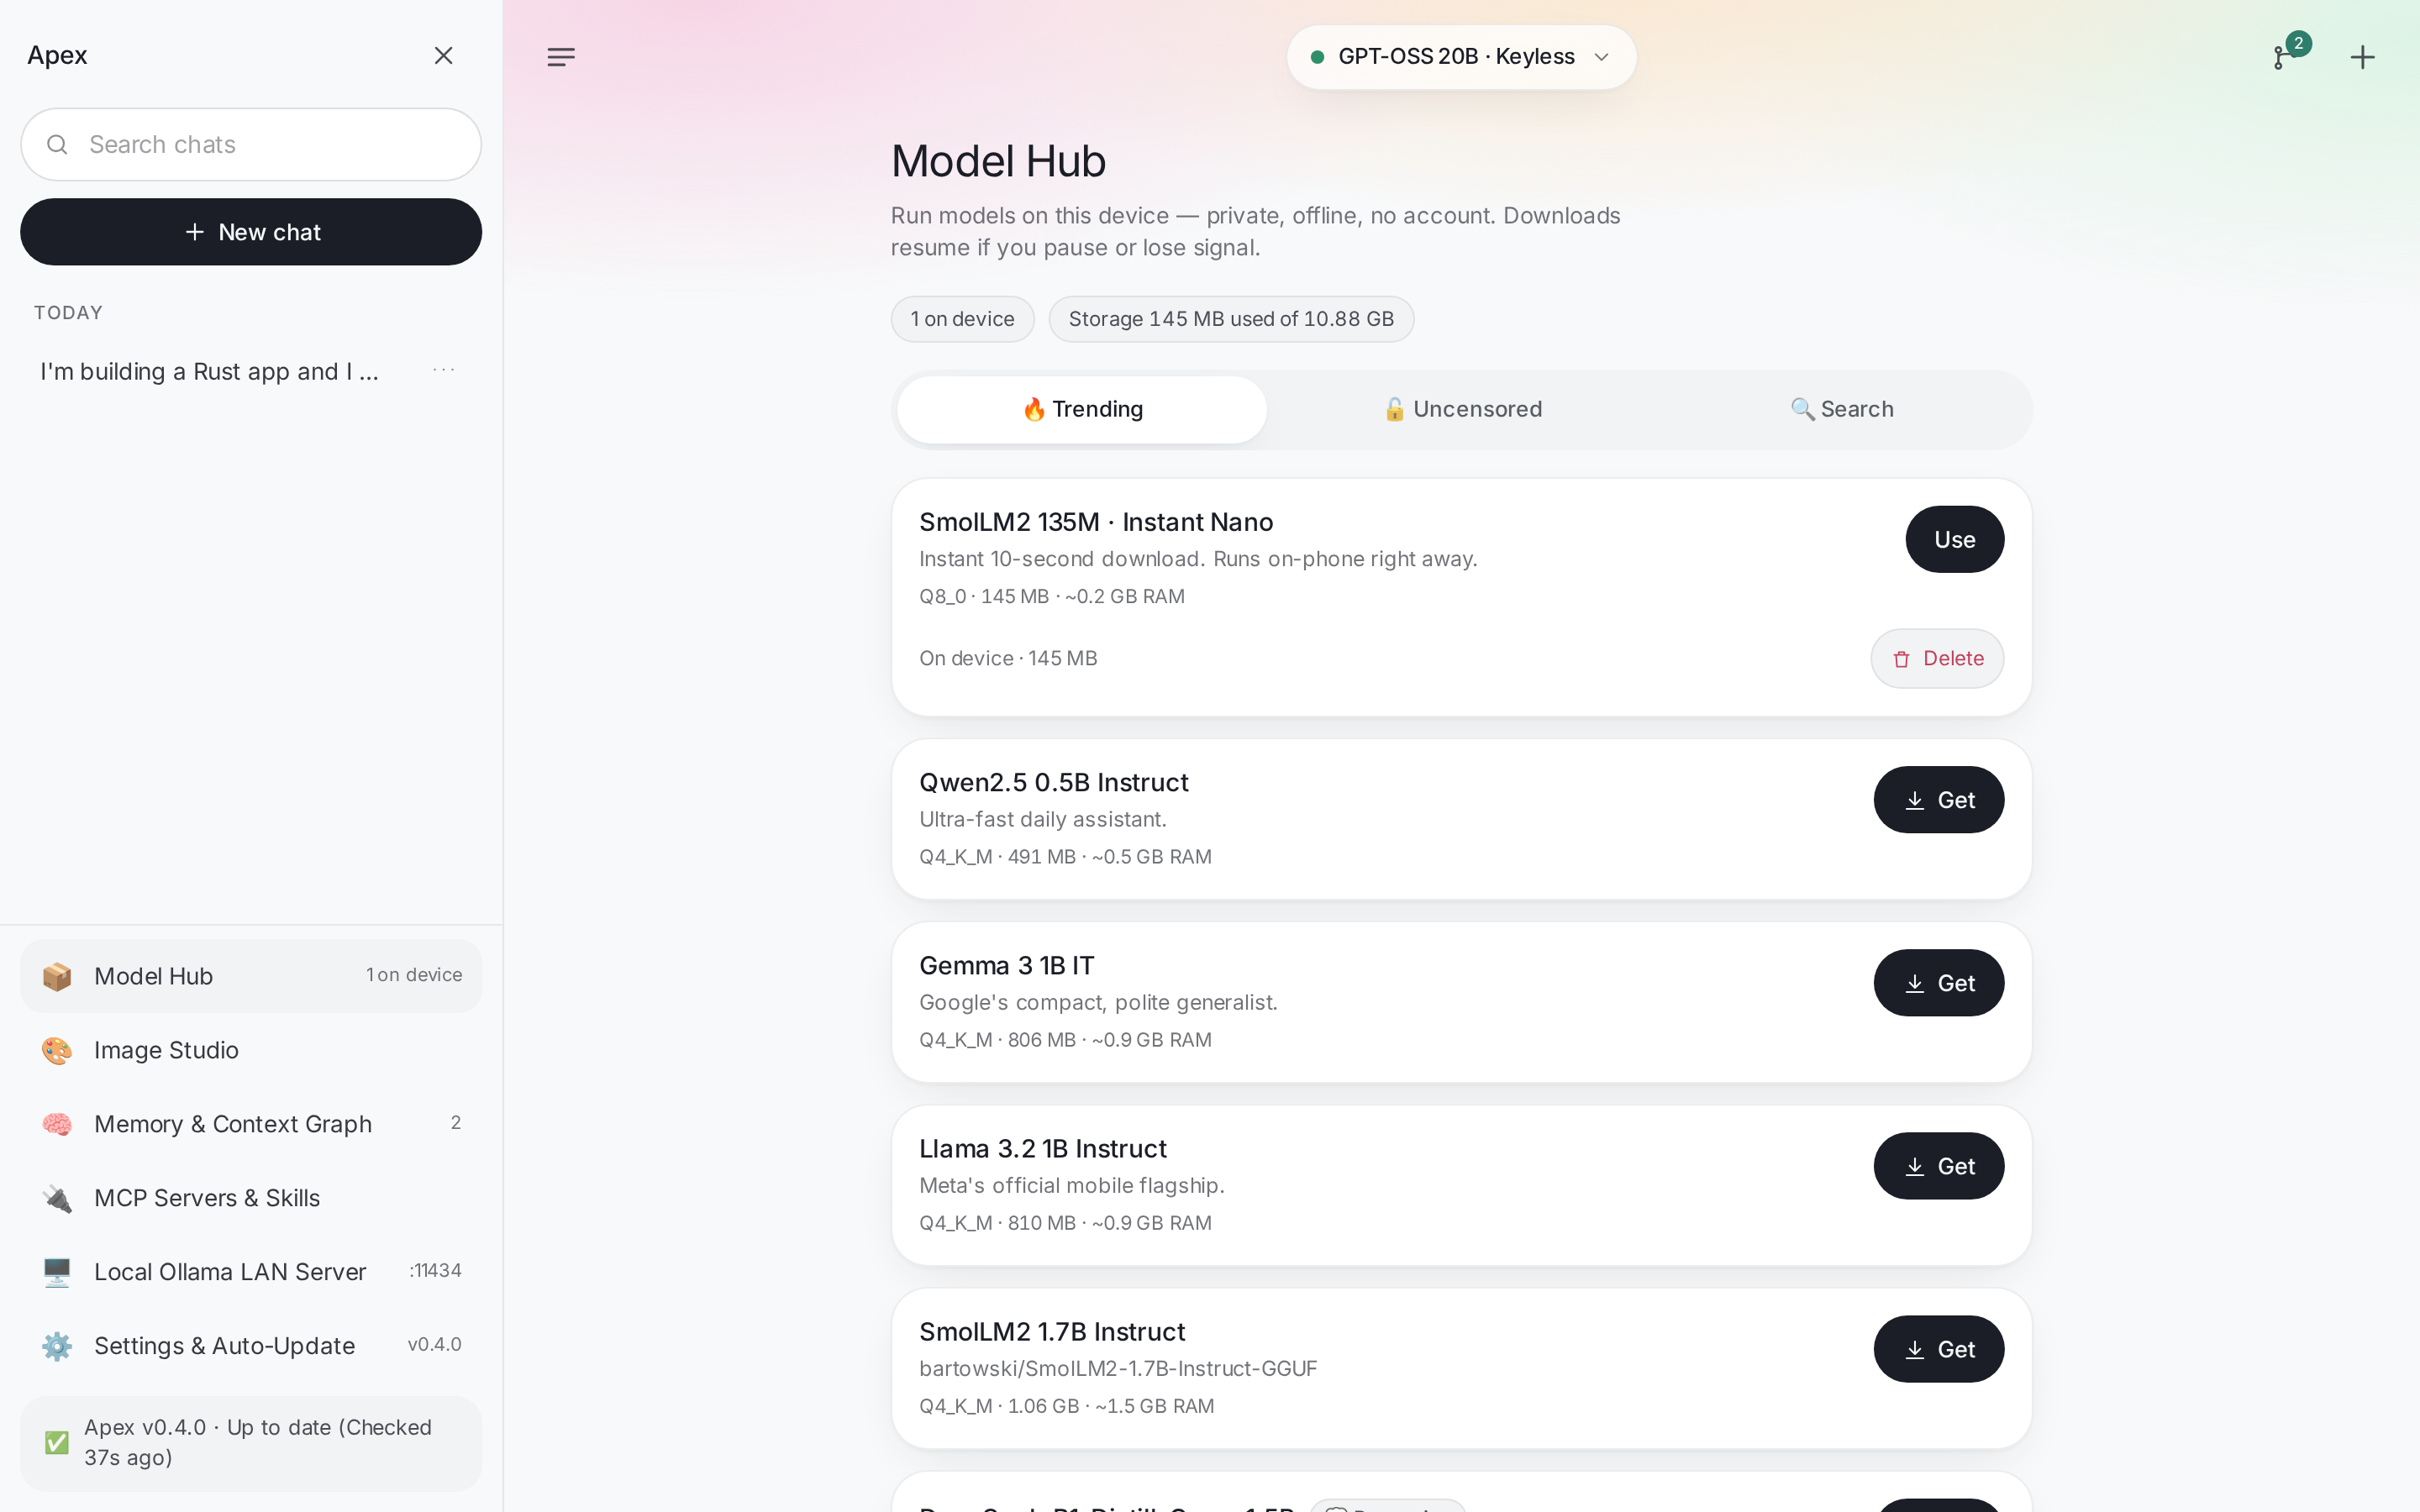 Apex
Search chats
New chat
TODAY
I'm building a Rust app and I ...
Model Hub
1 on device
Image Studio
Memory & Context Graph
2
MCP Servers & Skills
Local Ollama LAN Server
:11434
Settings & Auto-Update
v0.4.0
Apex v0.4.0 · Up to date (Checked
37s ago)
GPT-OSS 20B · Keyless
2
Model Hub
Run models on this device — private, offline, no account. Downloads
resume if you pause or lose signal.
1 on device
Storage 145 MB used of 10.88 GB
Trending
Uncensored
Search
SmolLM2 135M · Instant Nano
Instant 10-second download. Runs on-phone right away.
Q8_0 · 145 MB · ~0.2 GB RAM
Use
On device · 145 MB
Delete
Qwen2.5 0.5B Instruct
Ultra-fast daily assistant.
Q4_K_M · 491 MB · ~0.5 GB RAM
Get
Gemma 3 1B IT
Google's compact, polite generalist.
Q4_K_M · 806 MB · ~0.9 GB RAM
Get
Llama 3.2 1B Instruct
Meta's official mobile flagship.
Q4_K_M · 810 MB · ~0.9 GB RAM
Get
SmolLM2 1.7B Instruct
bartowski/SmolLM2-1.7B-Instruct-GGUF
Q4_K_M · 1.06 GB · ~1.5 GB RAM
Get